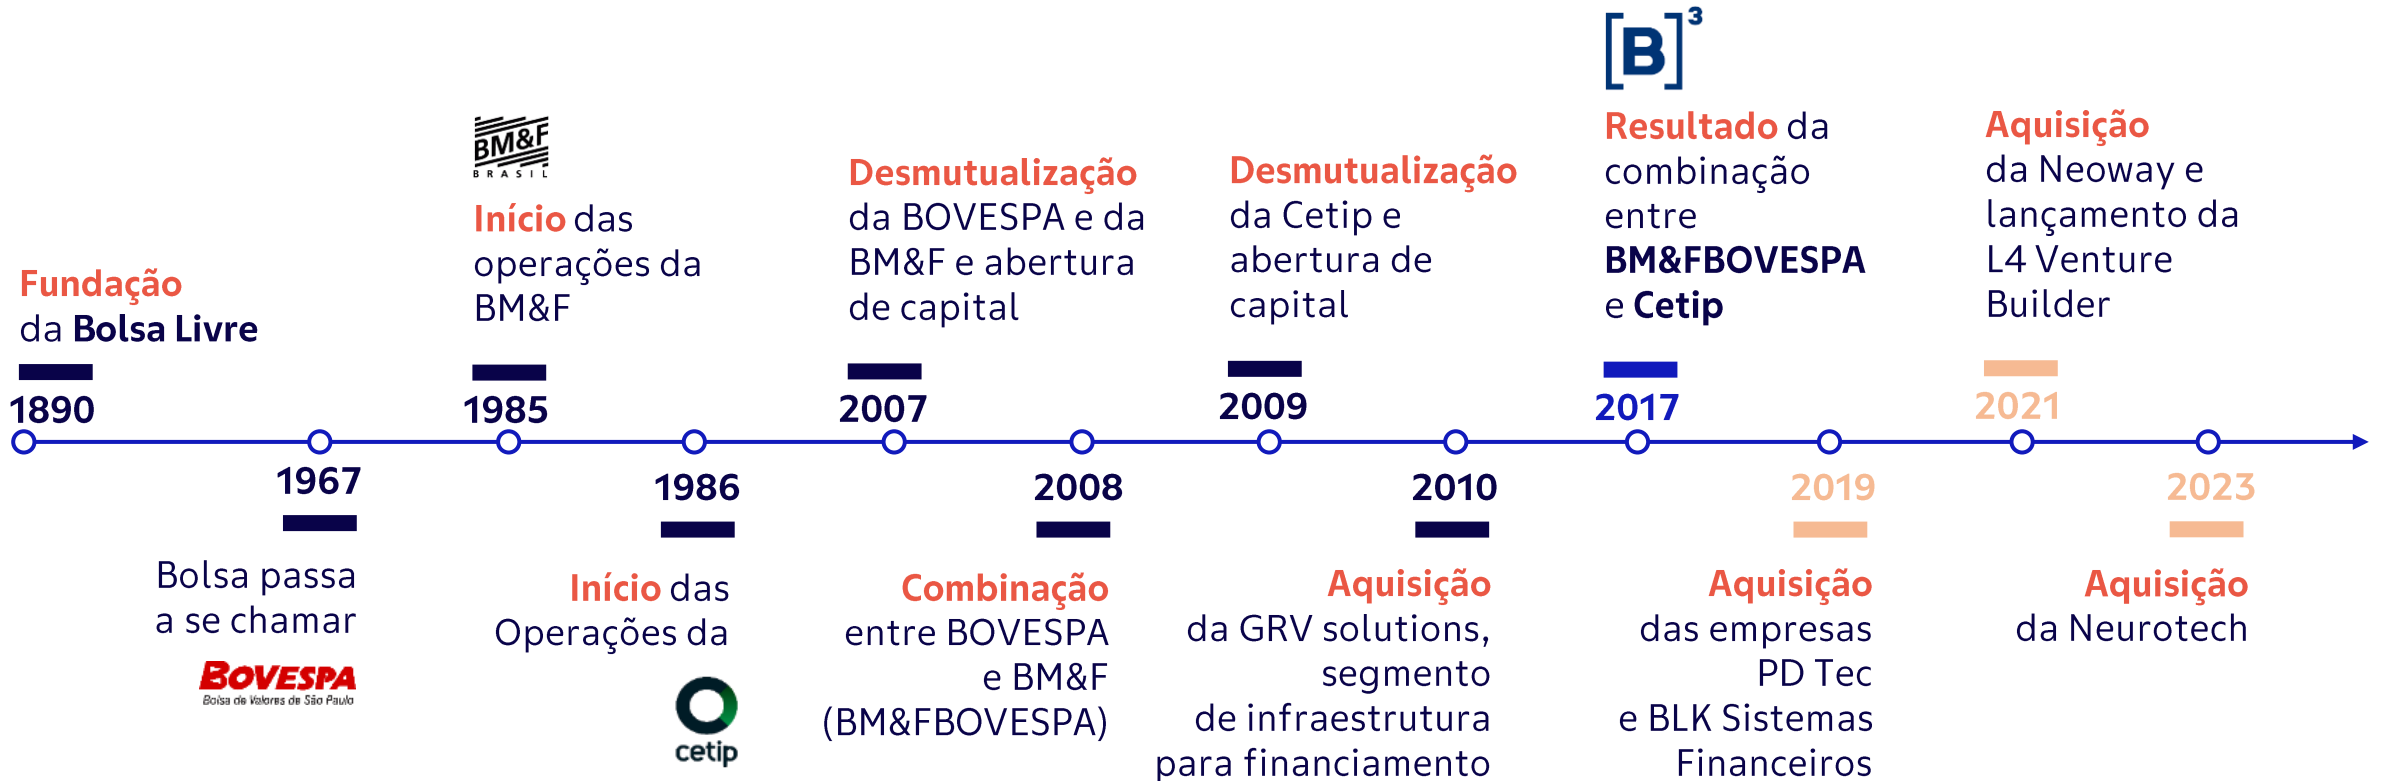 Fundação
da Bolsa Livre
1890
1967
Bolsa passa
a se chamar
BOVESPA
Bolsa de Valores de São Paulo
BM&F
BRASIL
Início das
operações da
BM&F
1985
1986
Início das
Operações da
cetip
Desmutualização
da BOVESPA e da
BM&F e abertura
de capital
2007
2008
Combinação
entre BOVESPA
e BM&F
(BM&FBOVESPA)
Desmutualização
da Cetip e
abertura de
capital
2009
2010
Aquisição
da GRV solutions,
segmento
de infraestrutura
para financiamento
[B]³
Resultado da
combinação
entre
BM&FBOVESPA
e Cetip
2017
2019
Aquisição
das empresas
PD Tec
e BLK Sistemas
Financeiros
Aquisição
da Neoway e
lançamento da
L4 Venture
Builder
2021
2023
Aquisição
da Neurotech